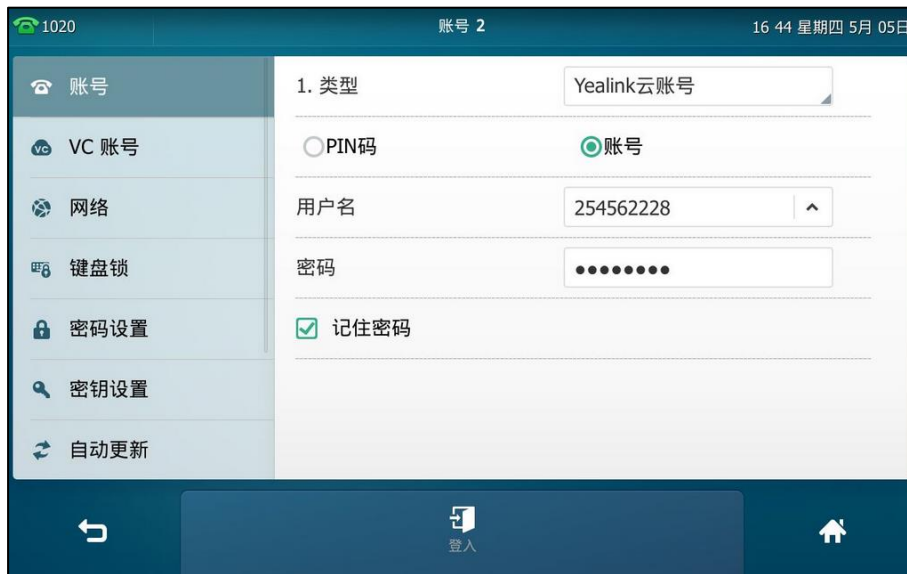 1020 账号 2 16 44 星期四 5月 05日
账号
VC 账号
网络
键盘锁
密码设置
密钥设置
自动更新
1. 类型 Yealink云账号
PIN码 账号
用户名 254562228
密码 ●●●●●●●●
记住密码
登入